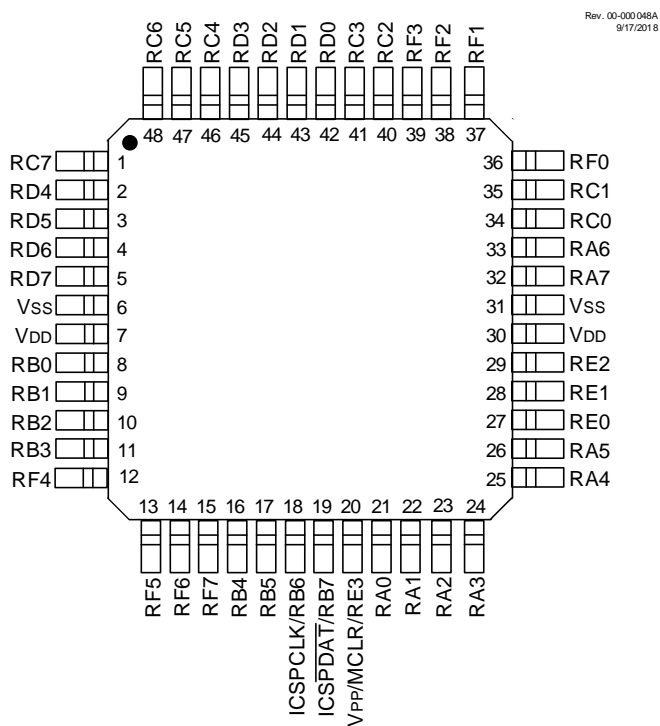 Rev. 00-000048A
9/17/2018
RC6 RC5 RC4 RD3 RD2 RD1 RD0 RC3 RC2 RF3 RF2 RF1
48 47 46 45 44 43 42 41 40 39 38 37
RC7 1 36 RF0
RD4 2 35 RC1
RD5 3 34 RC0
RD6 4 33 RA6
RD7 5 32 RA7
VSS 6 31 VSS
VDD 7 30 VDD
RB0 8 29 RE2
RB1 9 28 RE1
RB2 10 27 RE0
RB3 11 26 RA5
RF4 12 25 RA4
13 14 15 16 17 18 19 20 21 22 23 24
RF5 RF6 RF7 RB4 RB5 ICSPCLK/RB6 ICSPDAT/RB7 VPP/MCLR/RE3 RA0 RA1 RA2 RA3